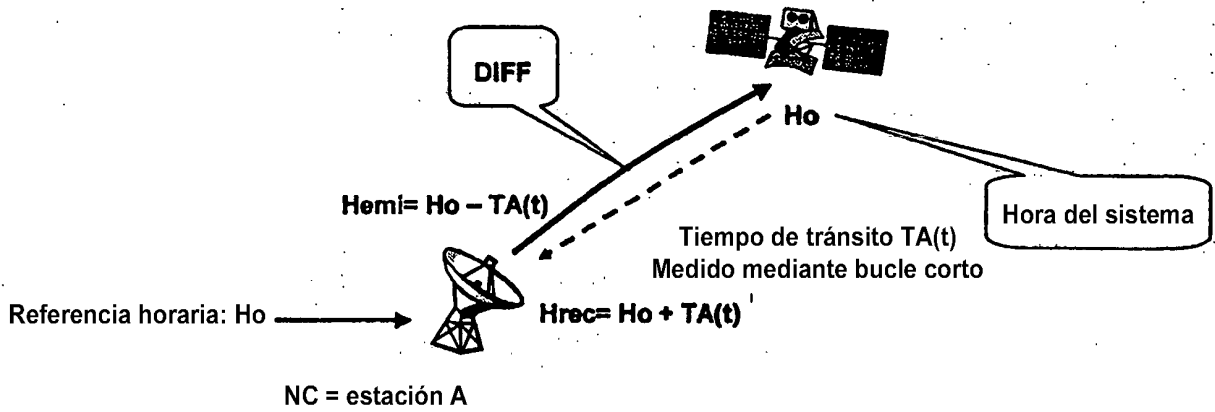 DIFF
Ho
Hemi= Ho – TA(t)
Hora del sistema
Tiempo de tránsito TA(t)
Medido mediante bucle corto
Referencia horaria: Ho
Hrec= Ho + TA(t)
NC = estación A